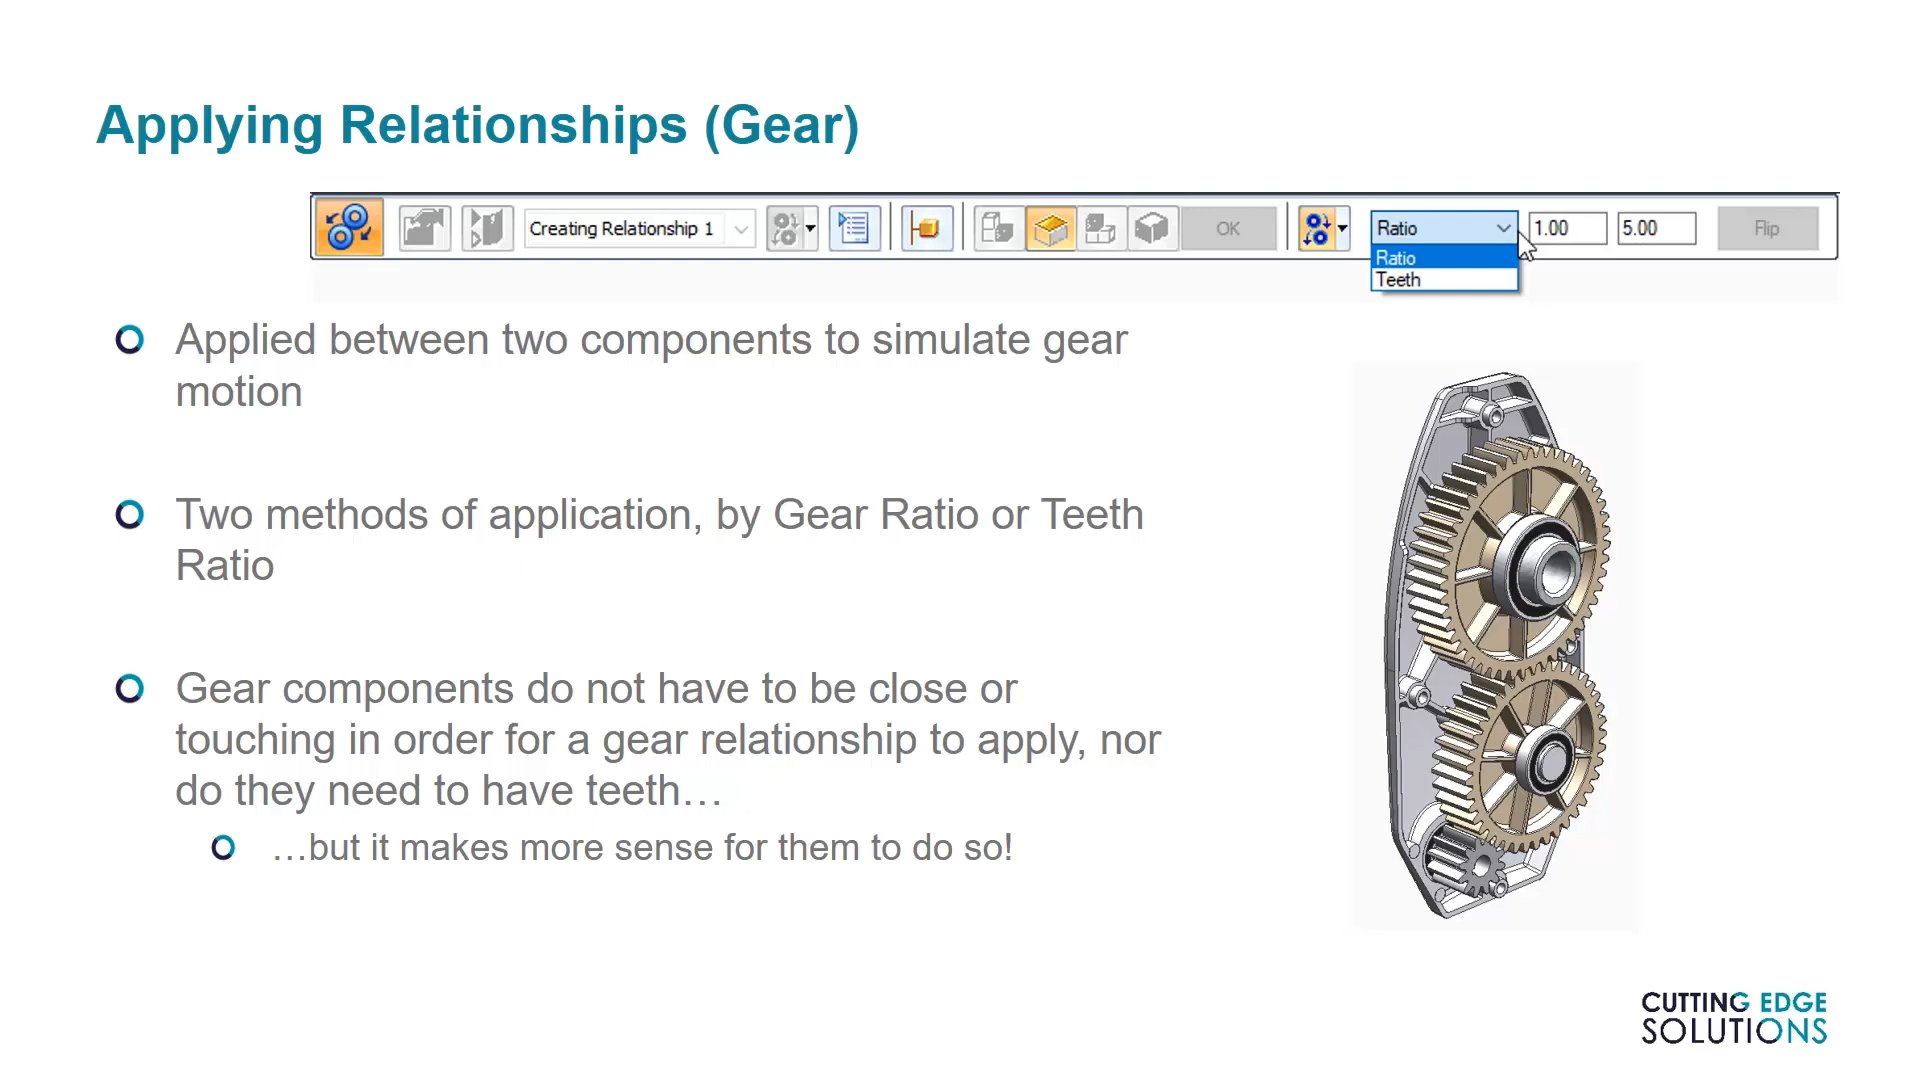 Applying Relationships (Gear)
Creating Relationship 1
OK
Ratio
1.00
5.00
Flip
Ratio
Teeth
Applied between two components to simulate gear
motion
Two methods of application, by Gear Ratio or Teeth
Ratio
Gear components do not have to be close or
touching in order for a gear relationship to apply, nor
do they need to have teeth…
…but it makes more sense for them to do so!
CUTTING EDGE
SOLUTIONS